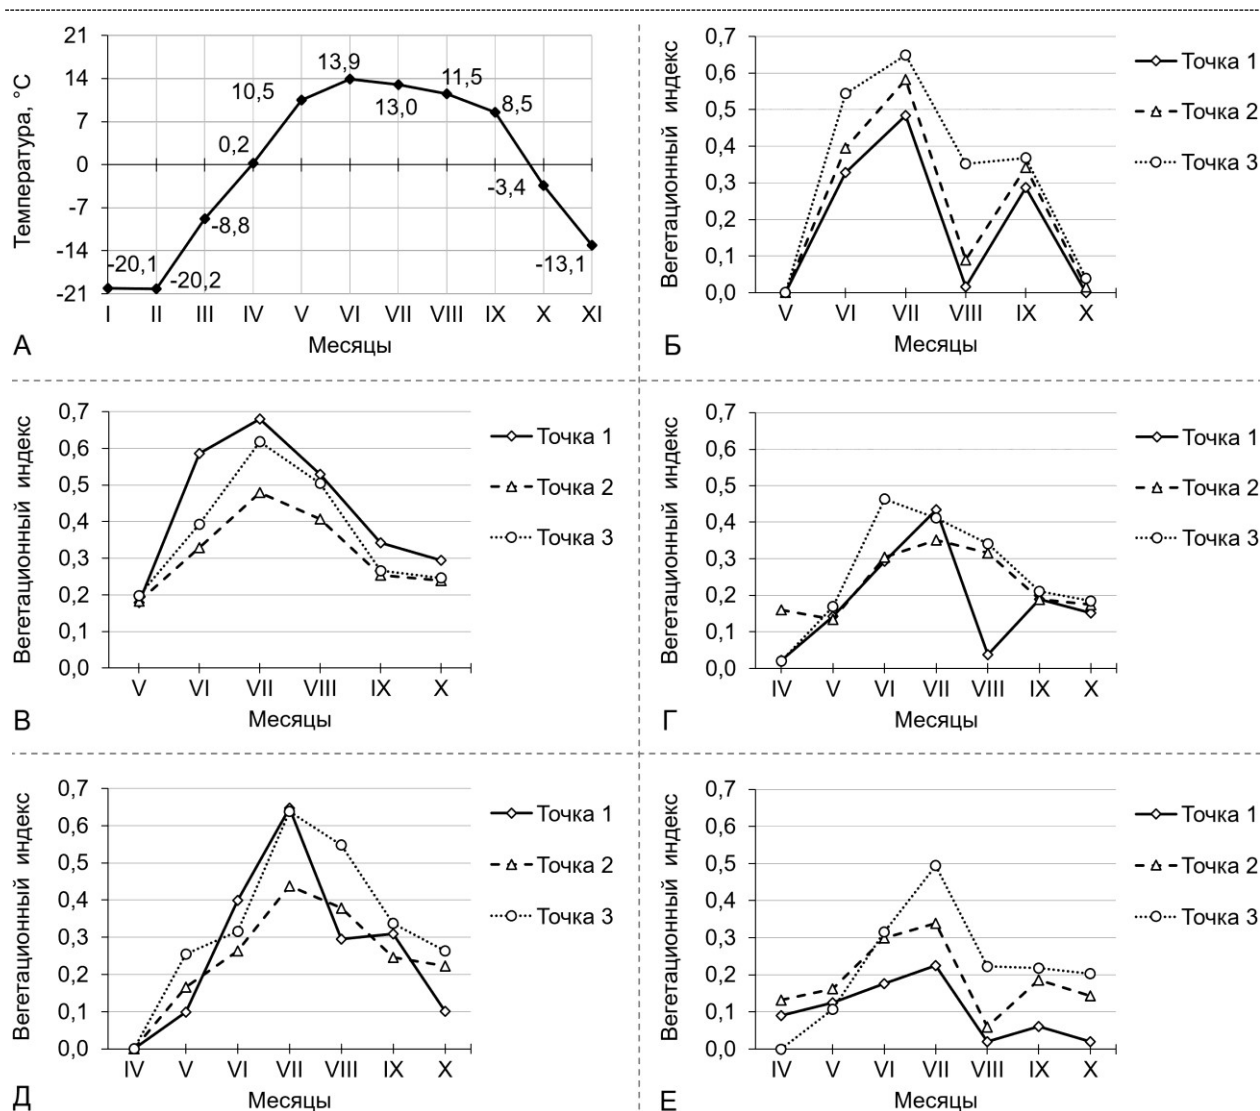 Температура, °C
21
14
7
0
-7
-14
-21
-20,1
-20,2
-8,8
0,2
10,5
13,9
13,0
11,5
8,5
-3,4
-13,1
I II III IV V VI VII VIII IX X XI
Месяцы
А
Вегетационный индекс
0,7
0,6
0,5
0,4
0,3
0,2
0,1
0,0
V VI VII VIII IX X
Месяцы
Точка 1
Точка 2
Точка 3
Б
Вегетационный индекс
0,7
0,6
0,5
0,4
0,3
0,2
0,1
0,0
V VI VII VIII IX X
Месяцы
Точка 1
Точка 2
Точка 3
В
Вегетационный индекс
0,7
0,6
0,5
0,4
0,3
0,2
0,1
0,0
IV V VI VII VIII IX X
Месяцы
Точка 1
Точка 2
Точка 3
Г
Вегетационный индекс
0,7
0,6
0,5
0,4
0,3
0,2
0,1
0,0
IV V VI VII VIII IX X
Месяцы
Точка 1
Точка 2
Точка 3
Д
Вегетационный индекс
0,7
0,6
0,5
0,4
0,3
0,2
0,1
0,0
IV V VI VII VIII IX X
Месяцы
Точка 1
Точка 2
Точка 3
Е